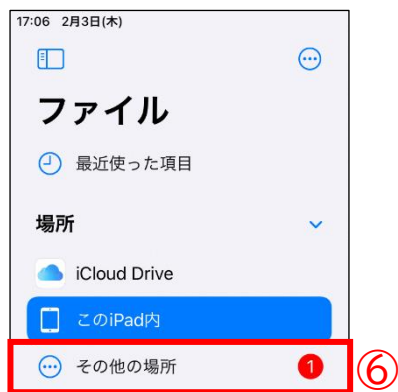 17:06 2月3日(木)
ファイル
最近使った項目
場所
iCloud Drive
このiPad内
その他の場所 1
⑥